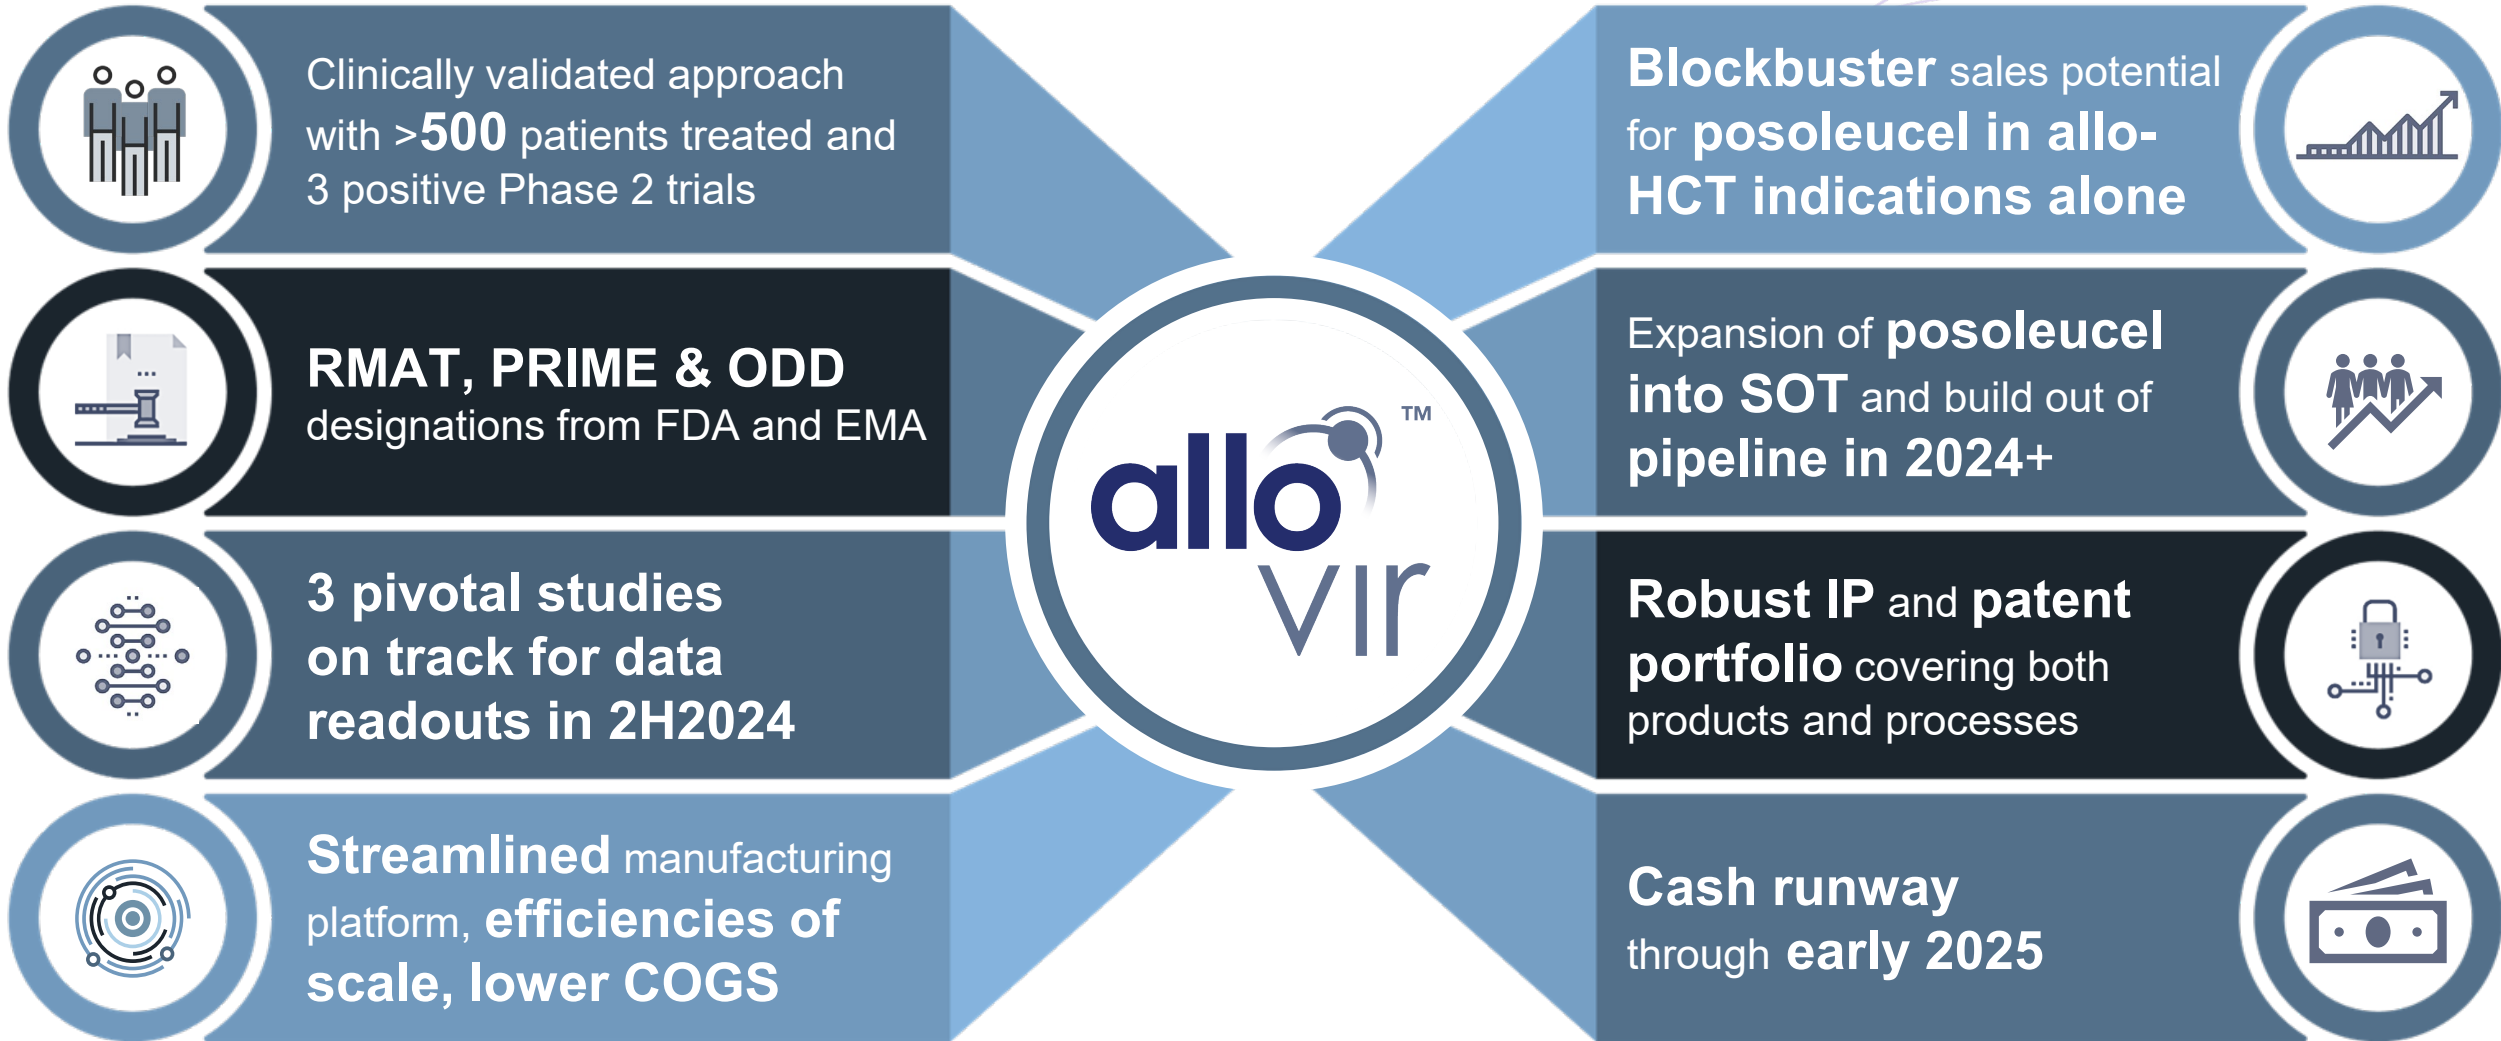 Clinically validated approach
with >500 patients treated and
3 positive Phase 2 trials
RMAT, PRIME & ODD
designations from FDA and EMA
3 pivotal studies
on track for data
readouts in 2H2024
Streamlined manufacturing
platform, efficiencies of
scale, lower COGS
allo
vir
TM
Blockbuster sales potential
for posoleucel in allo-
HCT indications alone
Expansion of posoleucel
into SOT and build out of
pipeline in 2024+
Robust IP and patent
portfolio covering both
products and processes
Cash runway
through early 2025